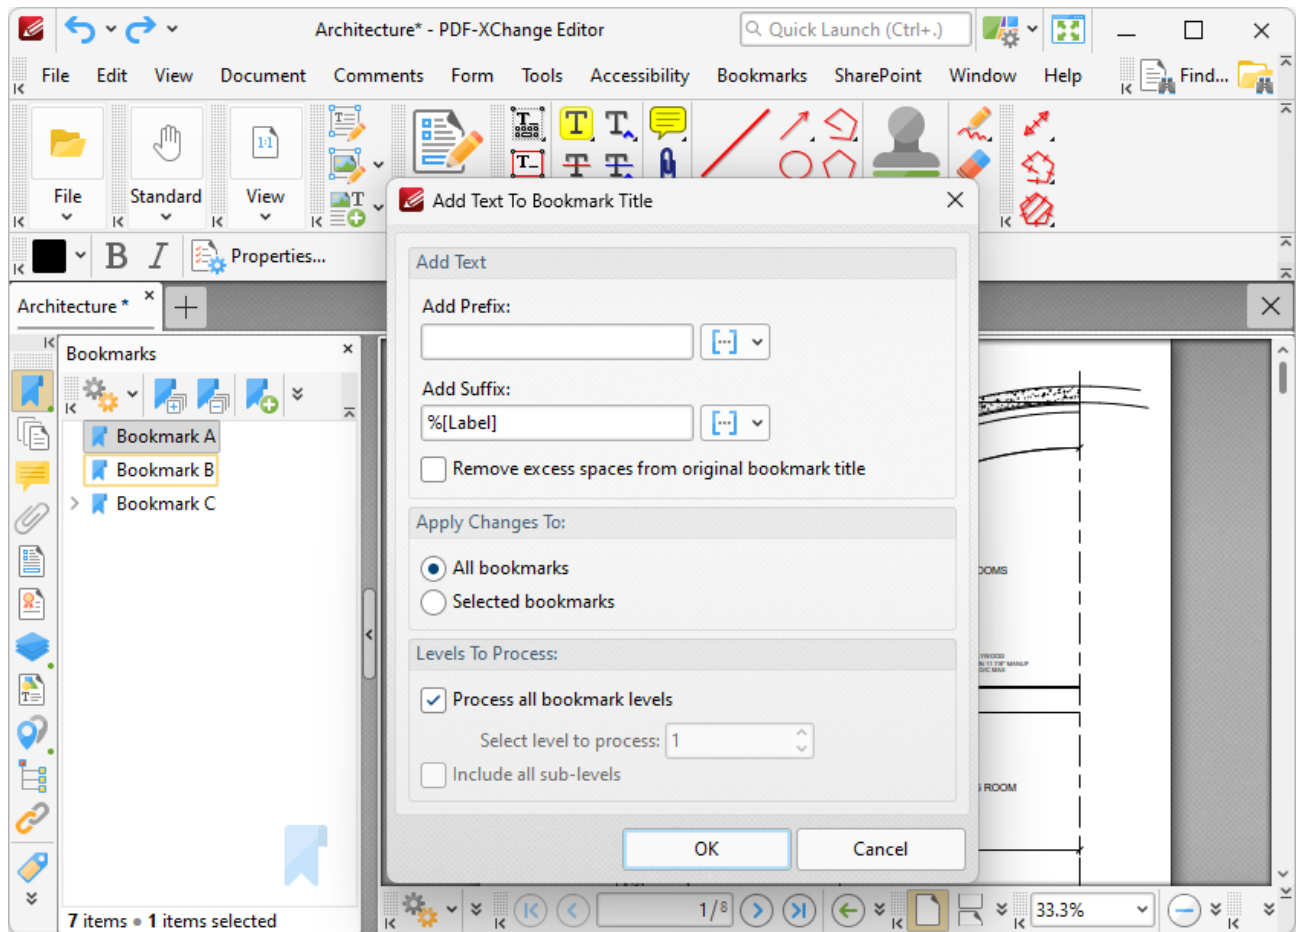 Architecture* - PDF-XChange Editor
Quick Launch (Ctrl+.)
File Edit View Document Comments Form Tools Accessibility Bookmarks SharePoint Window Help
Find...
1:1
File Standard View
Properties...
Add Text To Bookmark Title
Architecture *
Bookmarks
Bookmark A
Bookmark B
Bookmark C
7 items • 1 items selected
Add Text
Add Prefix:
Add Suffix:
%[Label]
Remove excess spaces from original bookmark title
Apply Changes To:
All bookmarks
Selected bookmarks
Levels To Process:
Process all bookmark levels
Select level to process: 1
Include all sub-levels
OK Cancel
ROOM
1/8
33.3%